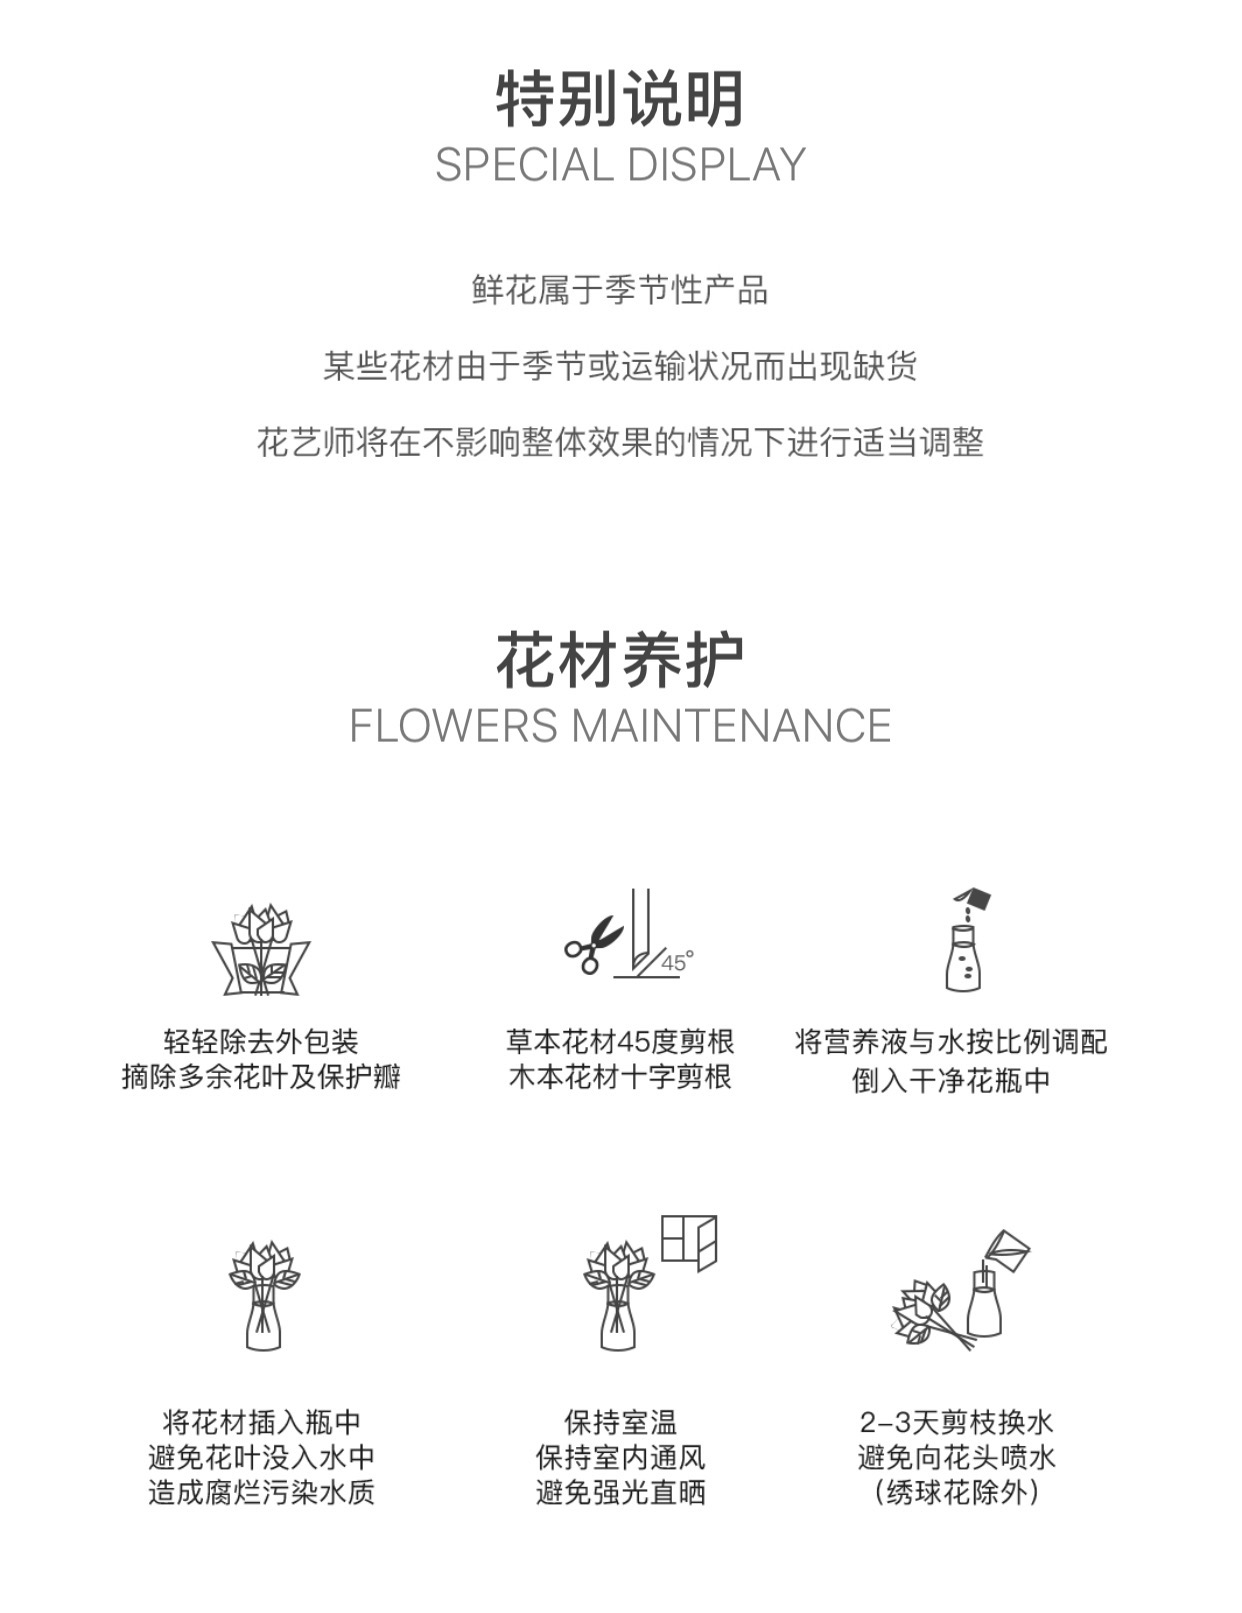 特别说明
SPECIAL DISPLAY
鲜花属于季节性产品
某些花材由于季节或运输状况而出现缺货
花艺师将在不影响整体效果的情况下进行适当调整
花材养护
FLOWERS MAINTENANCE
45°
轻轻除去外包装
摘除多余花叶及保护瓣
草本花材45度剪根
木本花材十字剪根
将营养液与水按比例调配
倒入干净花瓶中
将花材插入瓶中
避免花叶没入水中
造成腐烂污染水质
保持室温
保持室内通风
避免强光直晒
2-3天剪枝换水
避免向花头喷水
（绣球花除外）